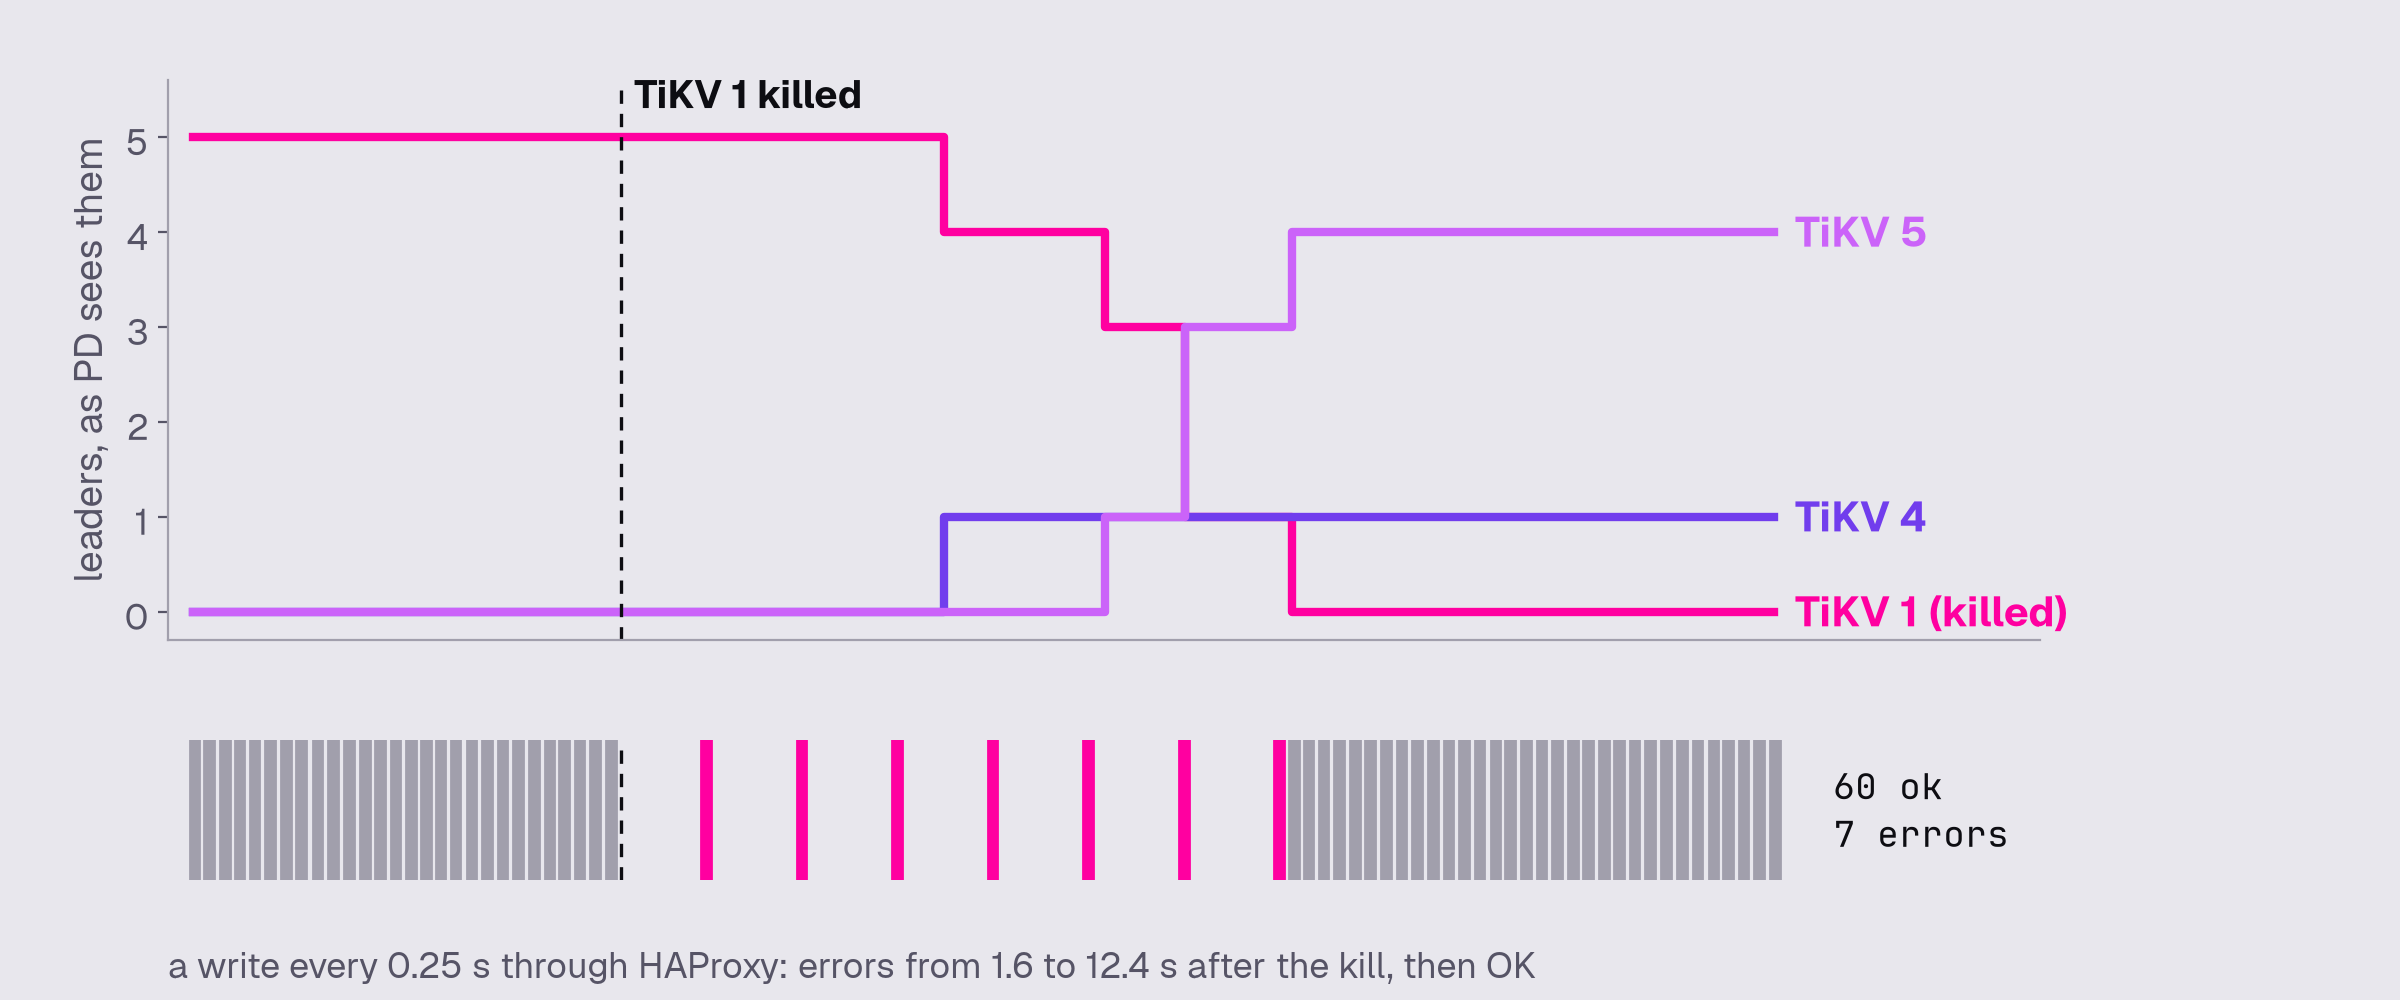 TiKV 1 killed
leaders, as PD sees them
5
4
3
2
1
0
TiKV 5
TiKV 4
TiKV 1 (killed)
60 ok
7 errors
a write every 0.25 s through HAProxy: errors from 1.6 to 12.4 s after the kill, then OK